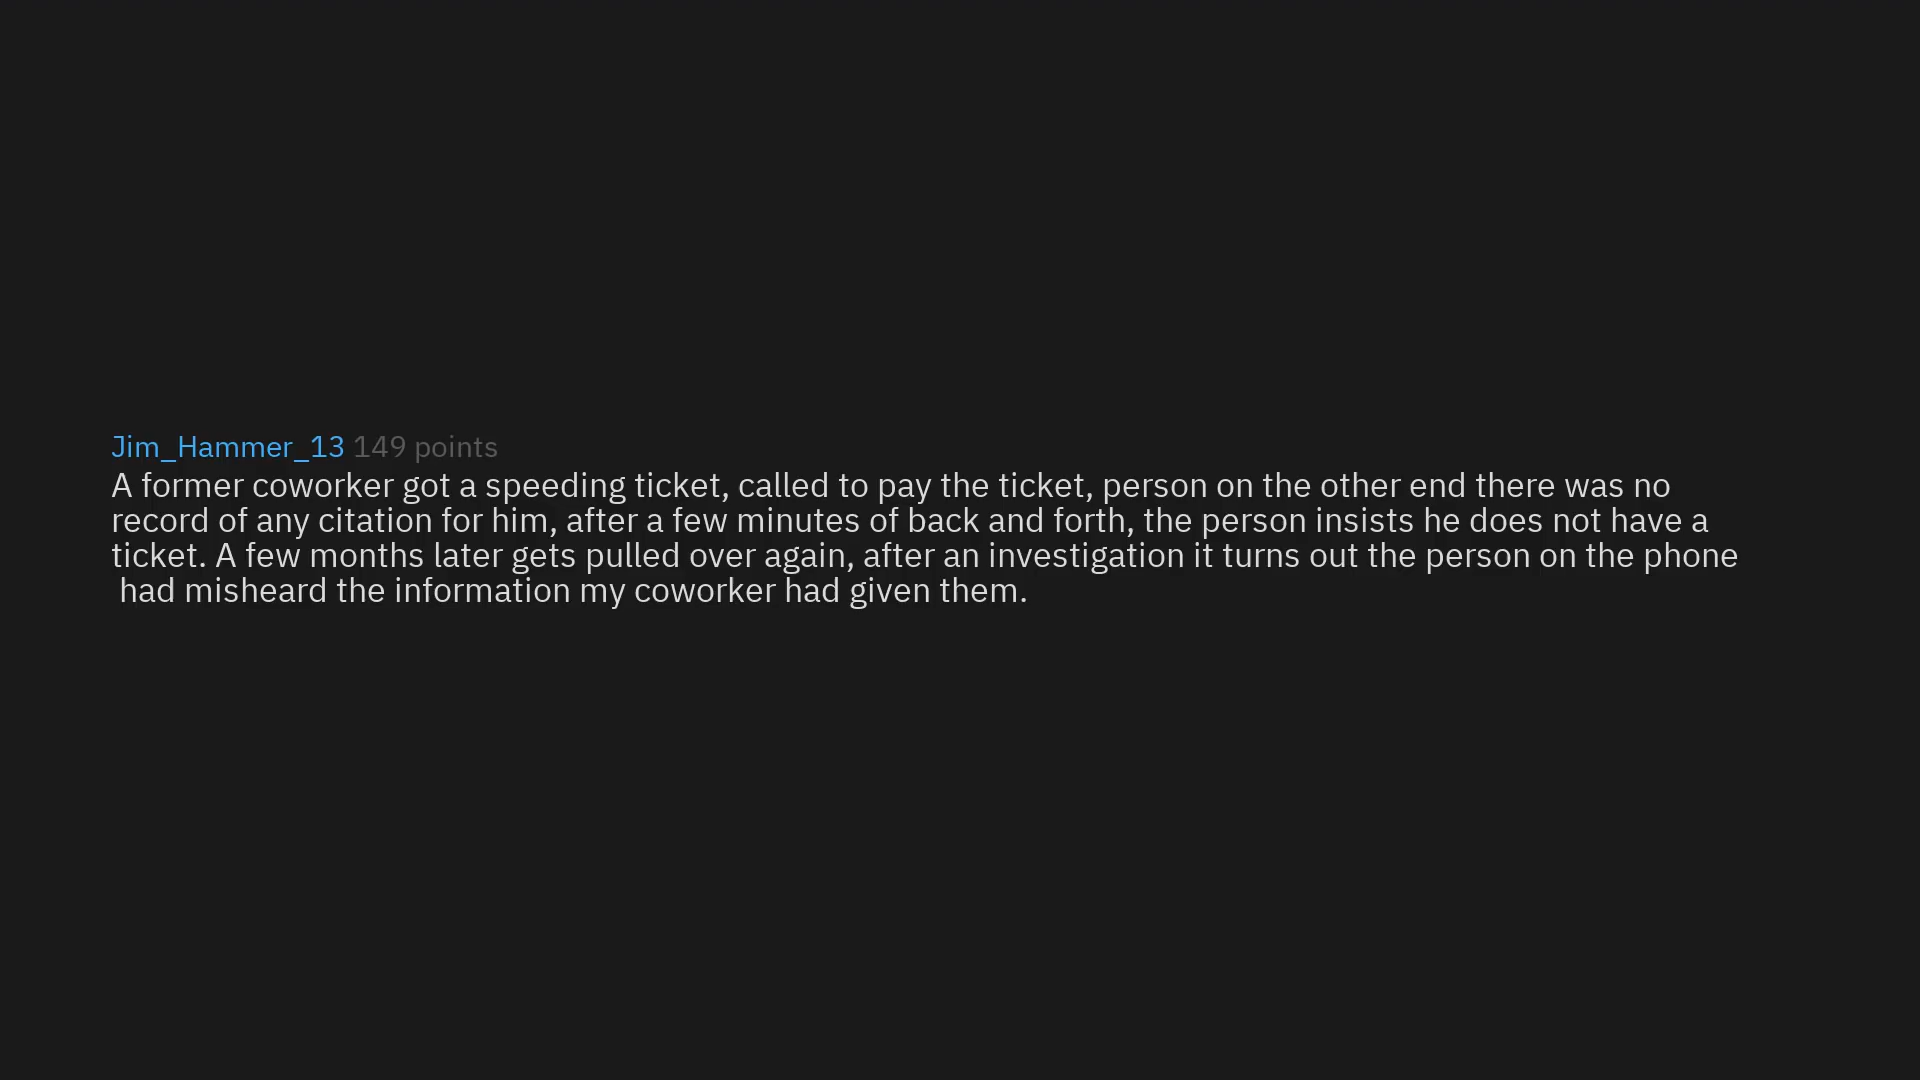 Jim_Hammer_13 149 points
A former coworker got a speeding ticket, called to pay the ticket, person on the other end there was no
record of any citation for him, after a few minutes of back and forth, the person insists he does not have a
ticket. A few months later gets pulled over again, after an investigation it turns out the person on the phone
had misheard the information my coworker had given them.